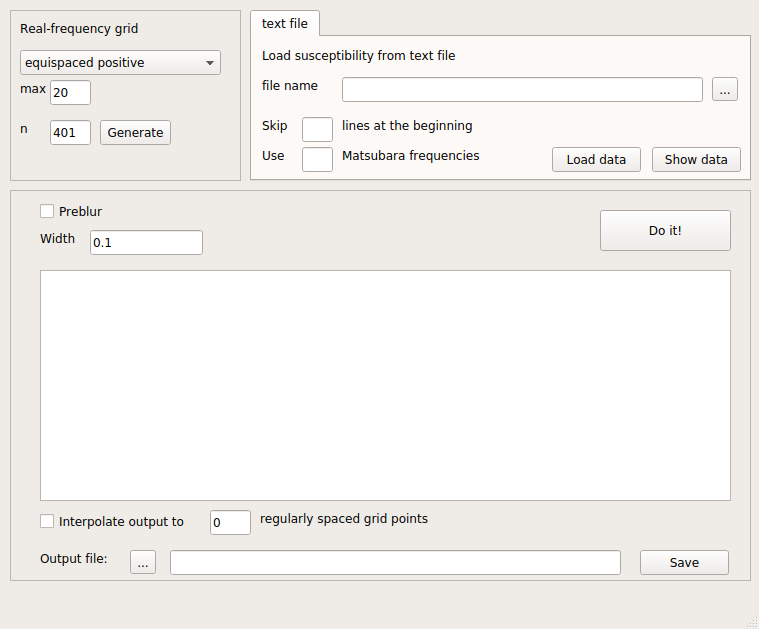 Real-frequency grid
equispaced positive
max 20
n 401 Generate
text file
Load susceptibility from text file
file name ...
Skip lines at the beginning
Use Matsubara frequencies Load data Show data
Preblur
Width 0.1
Do it!
Interpolate output to 0 regularly spaced grid points
Output file: ... Save